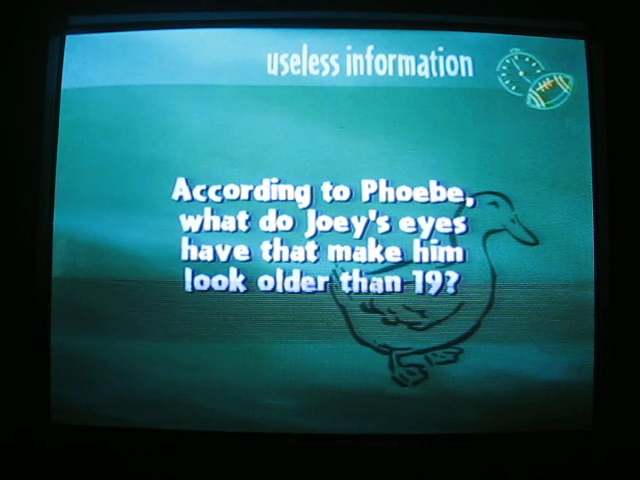 useless information
According to Phoebe,
what do Joey's eyes
have that make him
look older than 19?